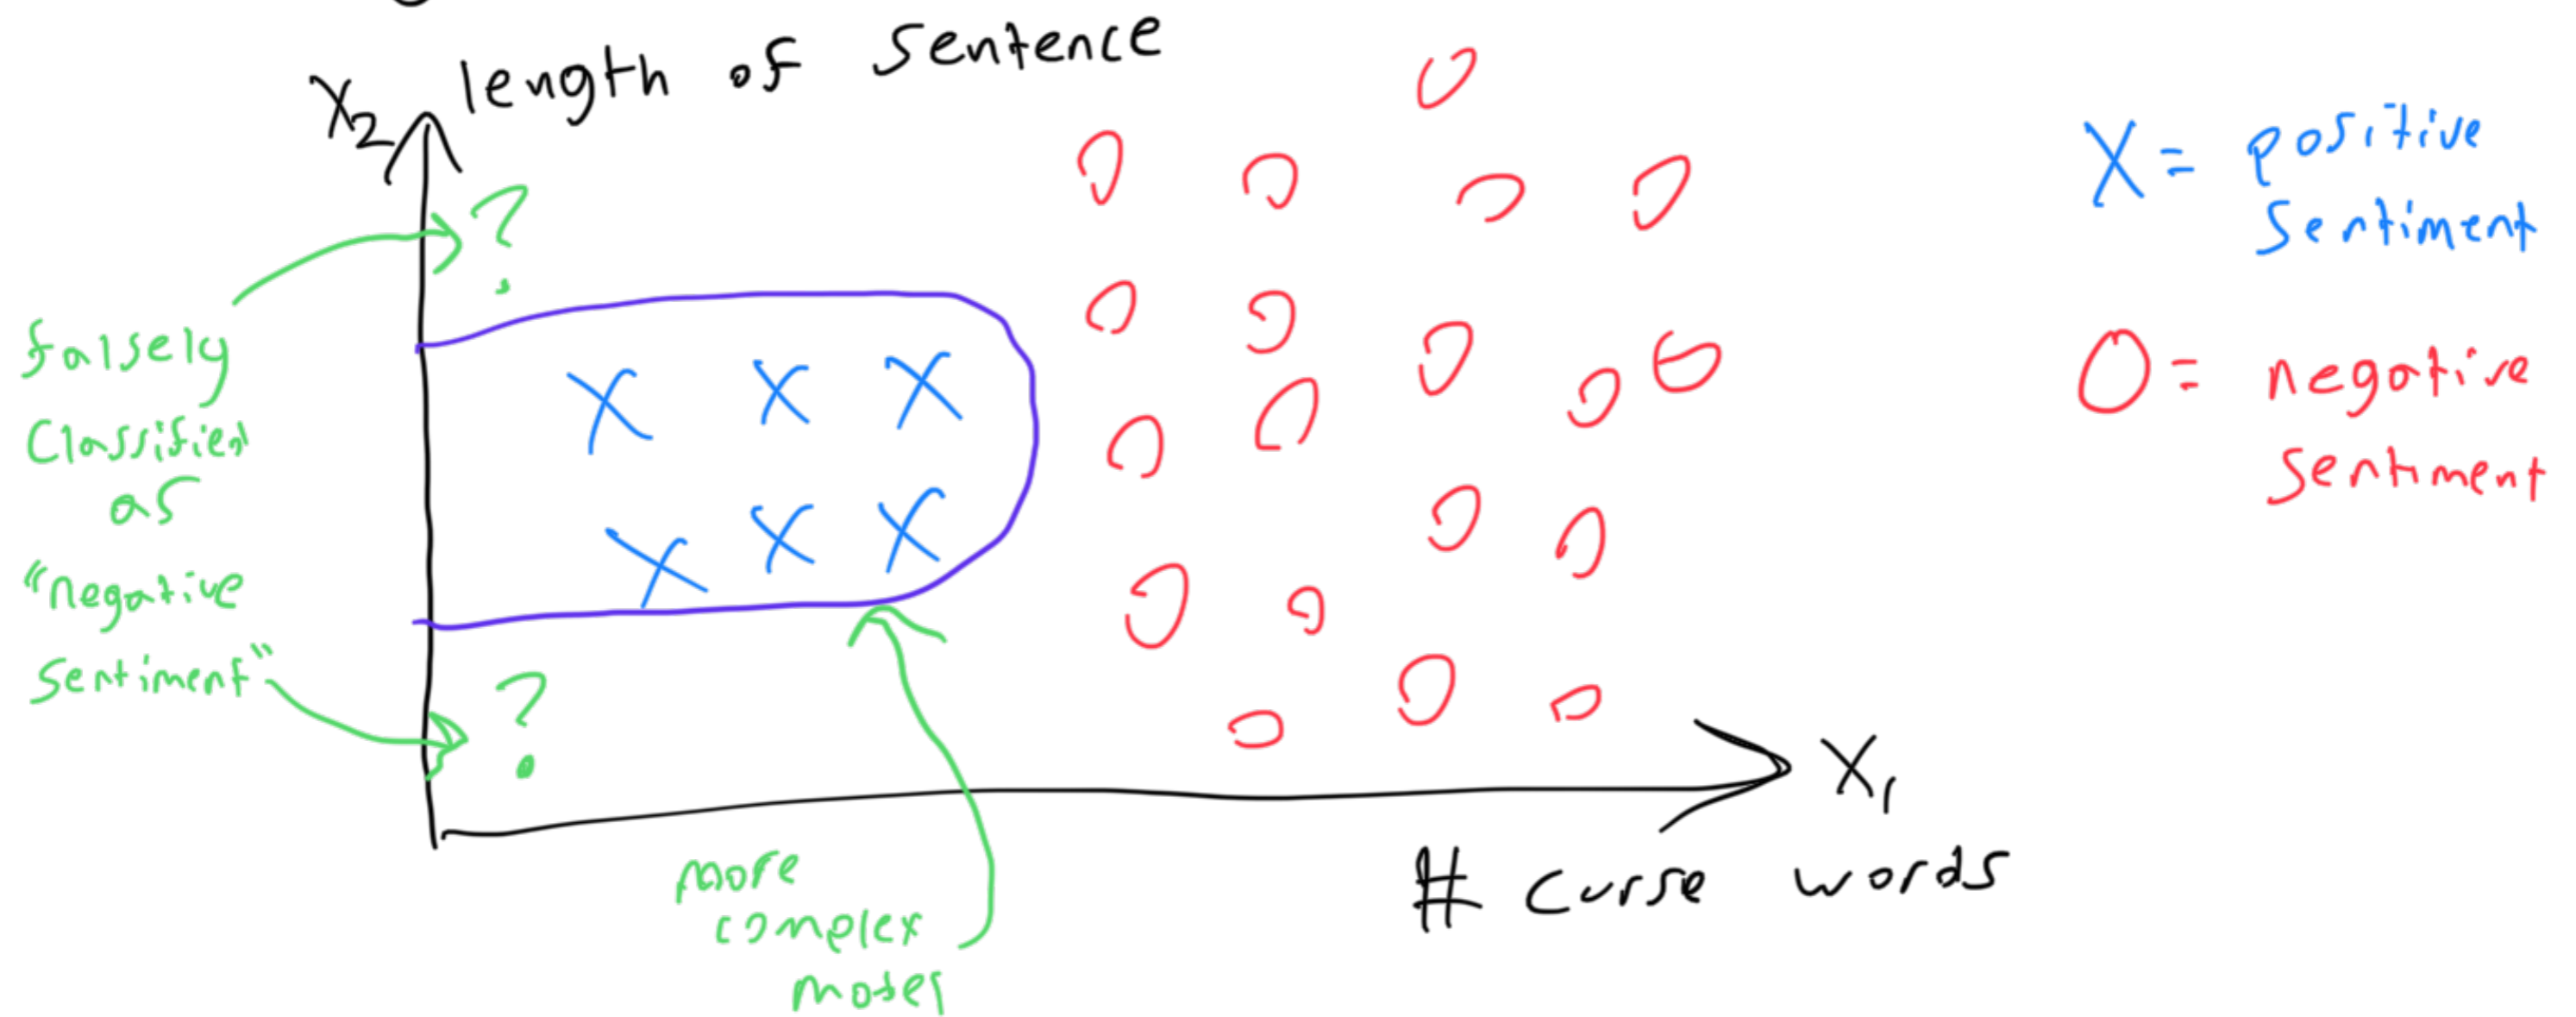 length of sentence
X2
?
?
X X X
X X X
falsely
classified
as
"negative
sentiment"
more
complex
model
X1
# curse words
X = positive
sentiment
O = negative
sentiment